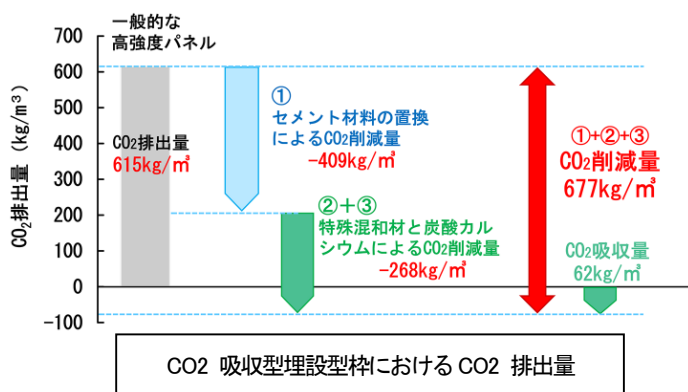 一般的な
高強度パネル
700
600
500
400
300
200
100
0
-100
CO2排出量 (kg/m³)
CO2排出量
615kg/㎥
①
セメント材料の置換
によるCO2削減量
-409kg/㎥
②+③
特殊混和材と炭酸カル
シウムによるCO2削減量
-268kg/㎥
①+②+③
CO2削減量
677kg/㎥
CO2吸収量
62kg/㎥
CO2 吸収型埋設型枠における CO2 排出量